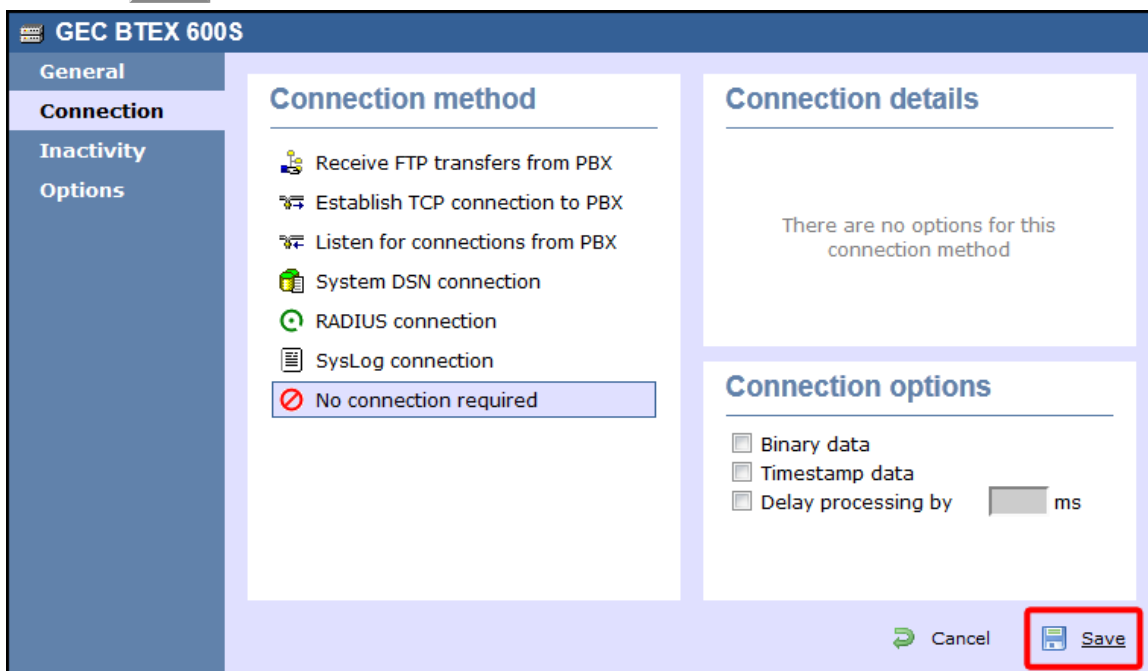 GEC BTEX 600S
General
Connection
Inactivity
Options
Connection method
Receive FTP transfers from PBX
Establish TCP connection to PBX
Listen for connections from PBX
System DSN connection
RADIUS connection
SysLog connection
No connection required
Connection details
There are no options for this
connection method
Connection options
Binary data
Timestamp data
Delay processing by ms
Cancel
Save